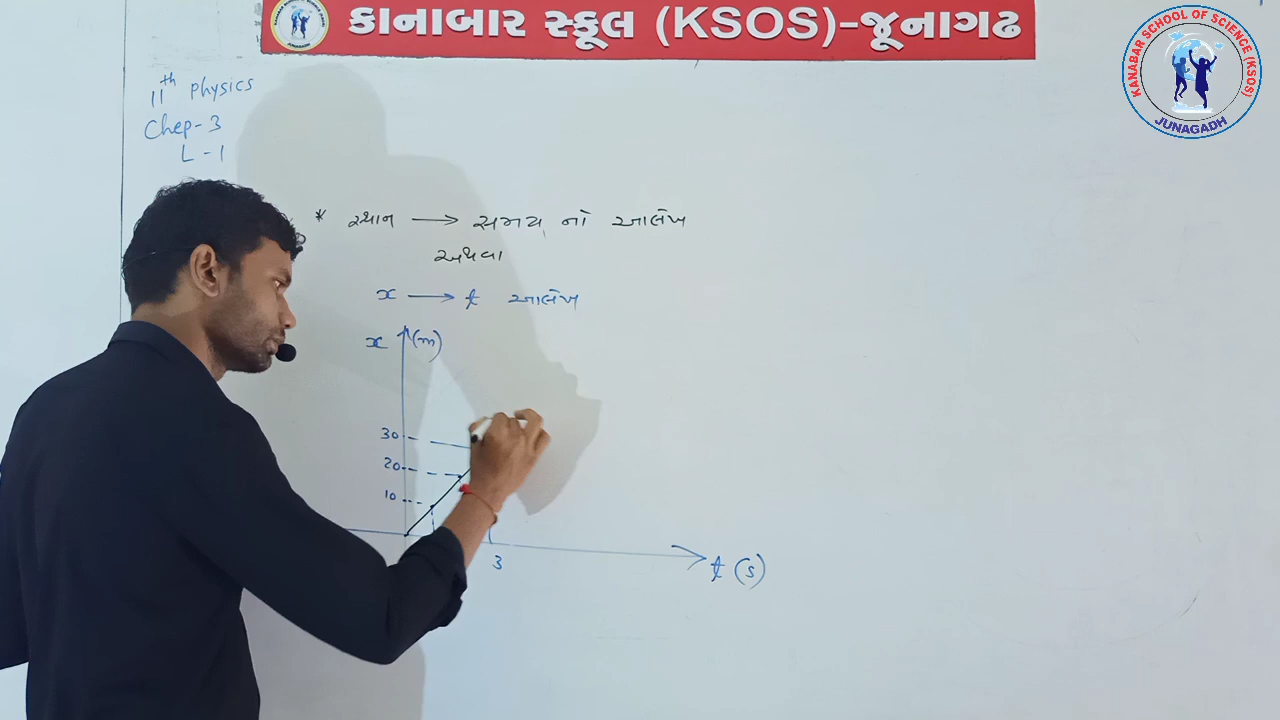 કાનાબાર સ્કૂલ (KSOS)-જૂનાગઢ
KANABAR SCHOOL OF SCIENCE (KSOS)
JUNAGADH
11th Physics
Chep-3
L-1
* સ્થાન → સમય નો આલેખ
અથવા
x → t આલેખ
x (m)
30
20
10
3
t (s)